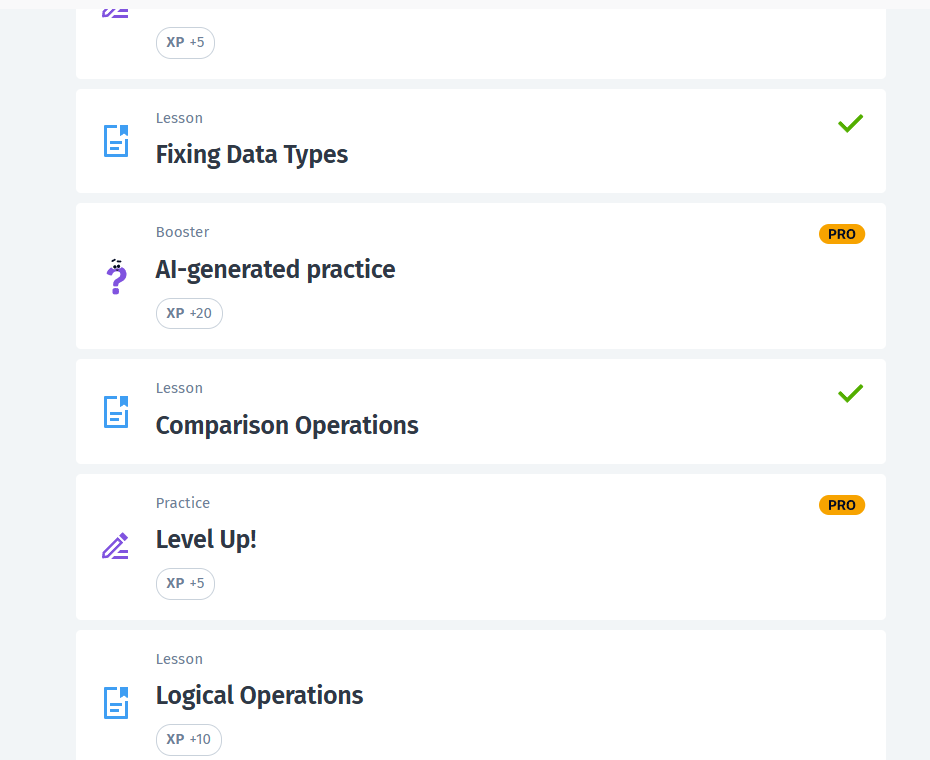 XP +5
Lesson
Fixing Data Types
Booster
PRO
AI-generated practice
XP +20
Lesson
Comparison Operations
Practice
PRO
Level Up!
XP +5
Lesson
Logical Operations
XP +10